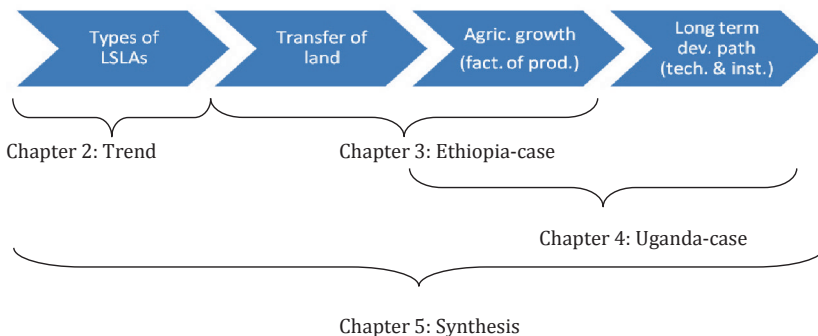 Types of
LSLAs
Transfer of
land
Agric. growth
(fact. of prod.)
Long term
dev. path
(tech. & inst.)
Chapter 2: Trend
Chapter 3: Ethiopia-case
Chapter 4: Uganda-case
Chapter 5: Synthesis